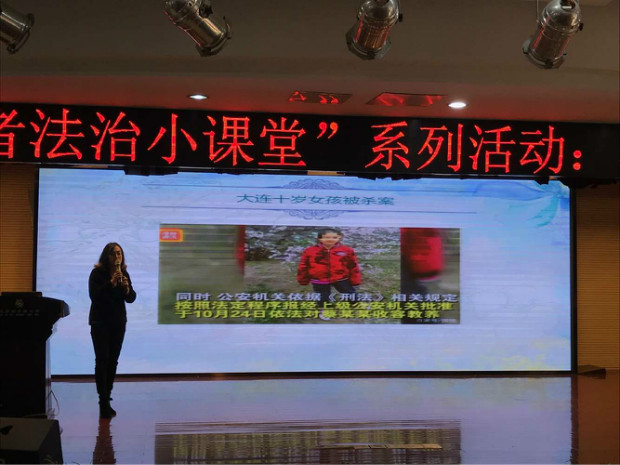 者法治小课堂”系列活动：
大连十岁女孩被杀案
同时 公安机关依据《刑法》相关规定
按照法定程序报经上级公安机关批准
于10月24日依法对蔡某某收容教养